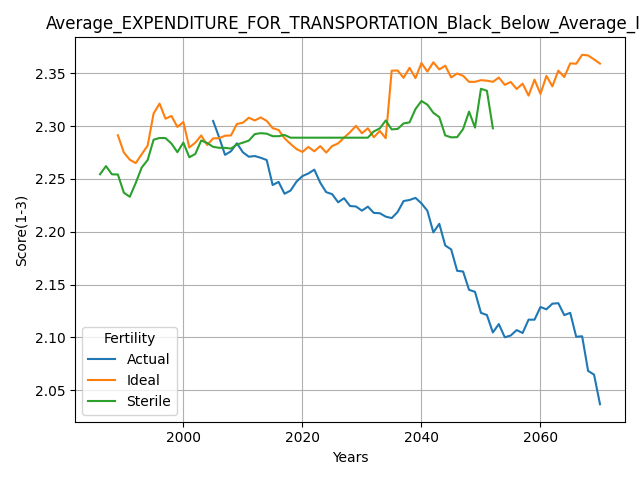 Average_EXPENDITURE_FOR_TRANSPORTATION_Black_Below_Average_I
Score(1-3)
2.35
2.30
2.25
2.20
2.15
2.10
2.05
Fertility
Actual
Ideal
Sterile
2000
2020
2040
2060
Years